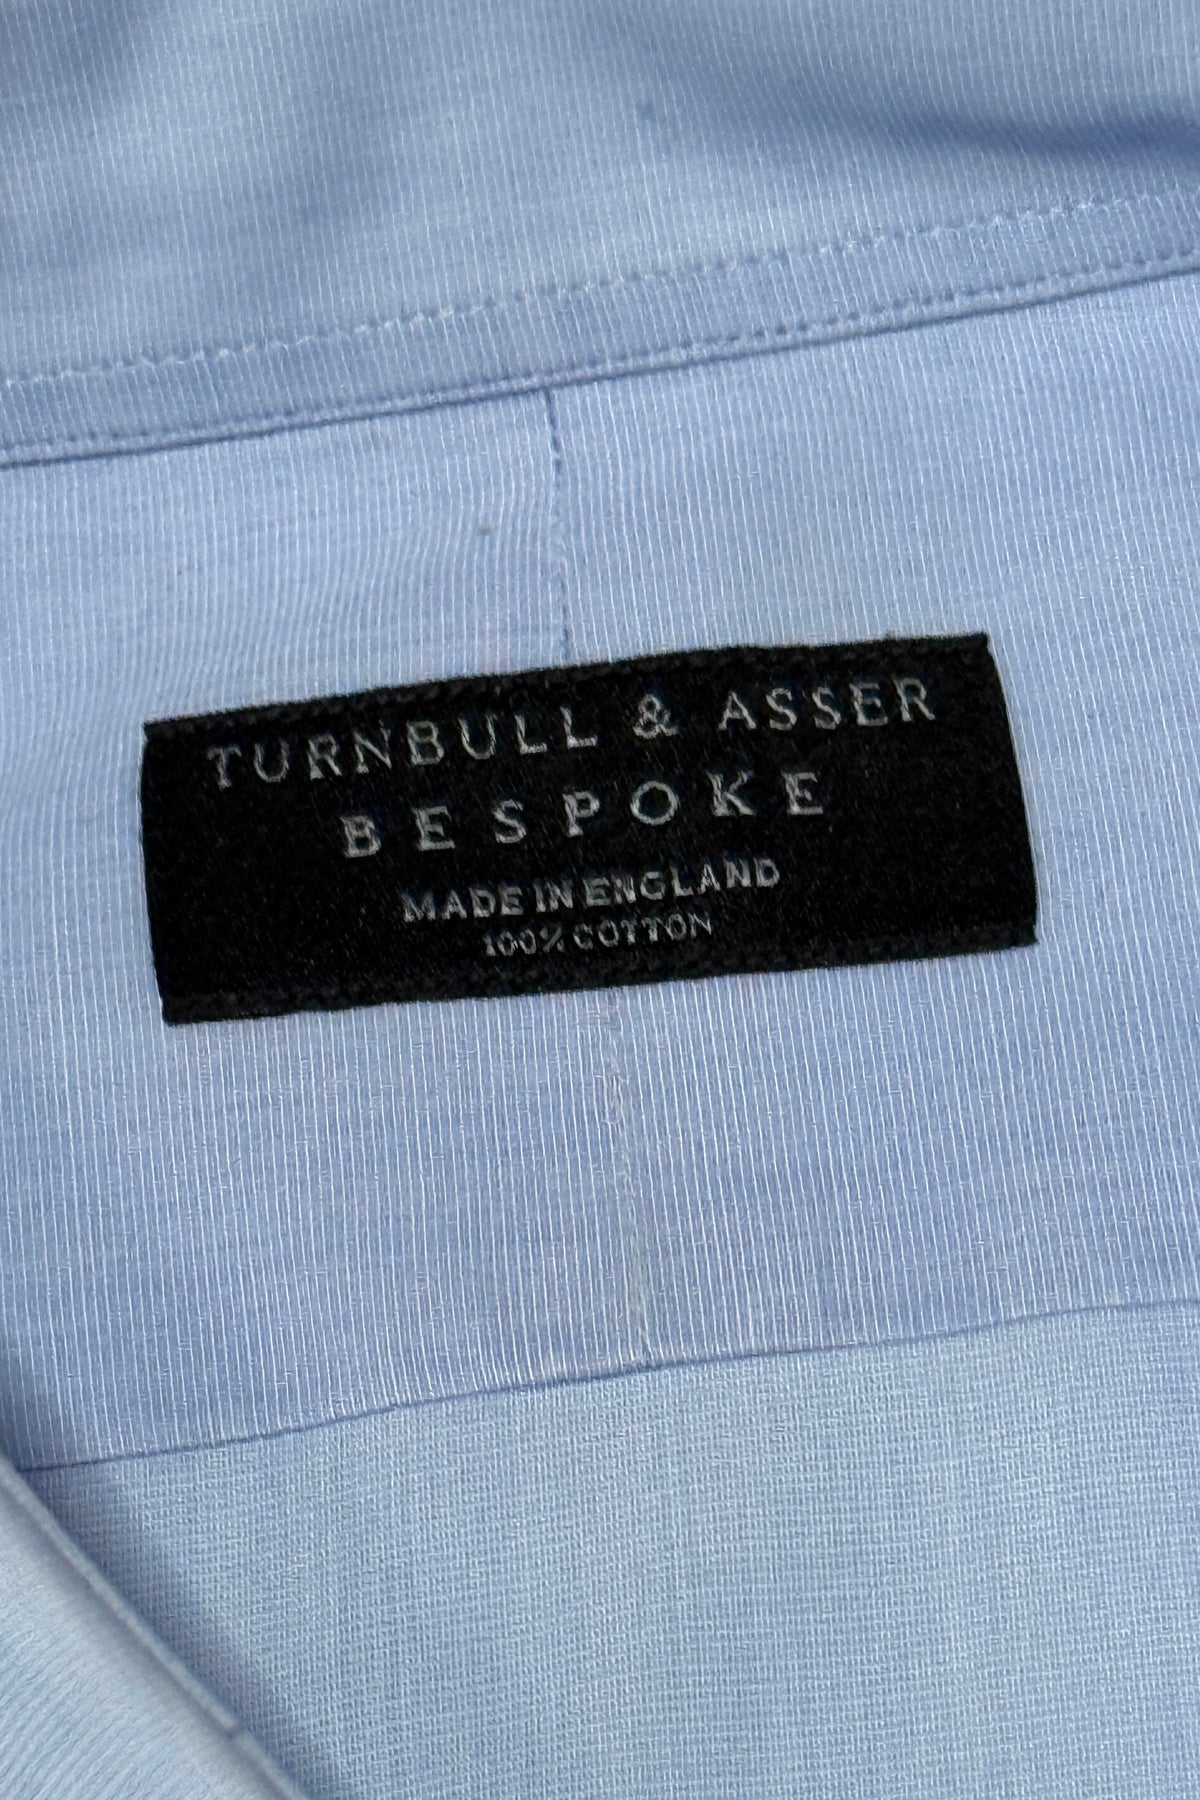 TURNBULL & ASSER
BESPOKE
MADE IN ENGLAND
100% COTTON